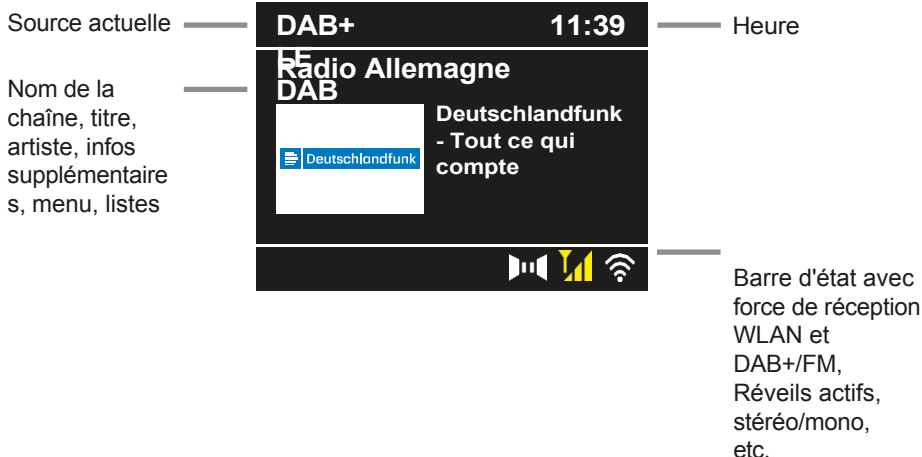 Source actuelle
DAB+
11:39
Heure
LE
Radio Allemagne
DAB
Nom de la
chaîne, titre,
artiste, infos
supplémentaire
s, menu, listes
Deutschlandfunk
- Tout ce qui
compte
Deutschlandfunk
Barre d'état avec
force de réception
WLAN et
DAB+/FM,
Réveils actifs,
stéréo/mono,
etc.